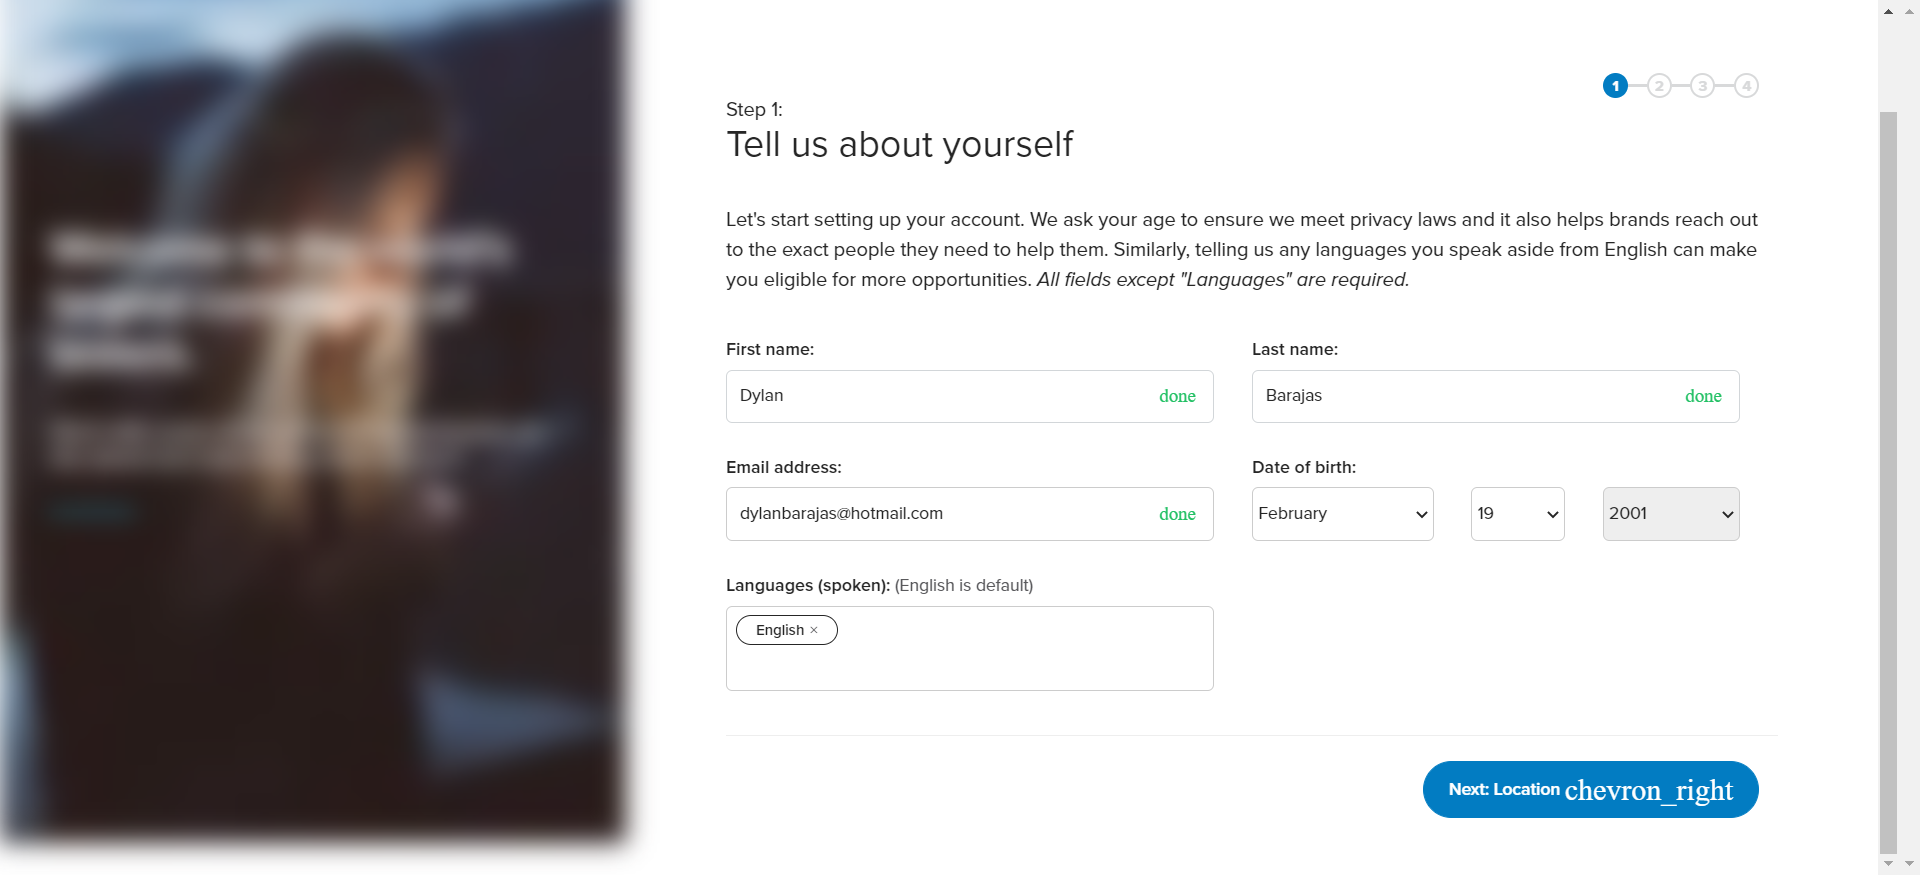 1 2 3 4
Step 1:
Tell us about yourself
Let's start setting up your account. We ask your age to ensure we meet privacy laws and it also helps brands reach out
to the exact people they need to help them. Similarly, telling us any languages you speak aside from English can make
you eligible for more opportunities. All fields except "Languages" are required.
First name: Last name:
Dylan done Barajas done
Email address: Date of birth:
dylanbarajas@hotmail.com done February 19 2001
Languages (spoken): (English is default)
English ×
Next: Location chevron_right